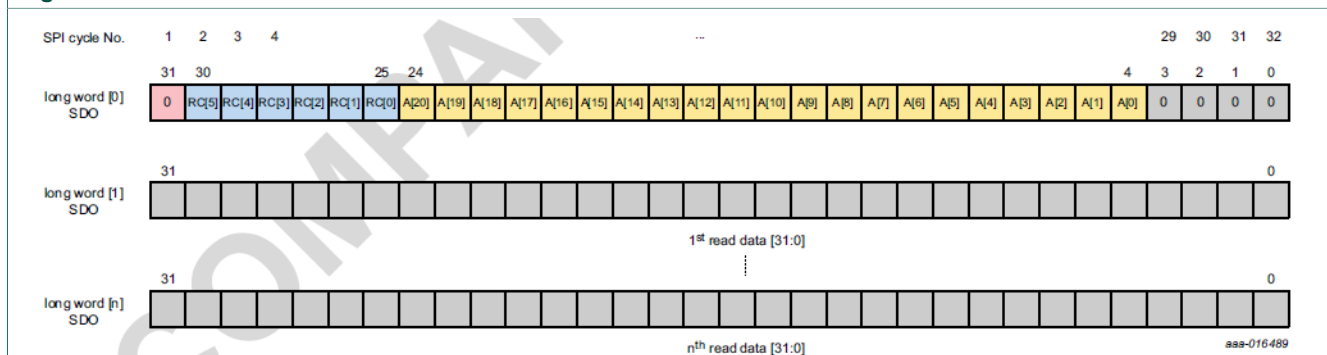 SPI cycle No. 1 2 3 4 ... 29 30 31 32
31 30 25 24 4 3 2 1 0
long word [0] SDO 0 RC[5] RC[4] RC[3] RC[2] RC[1] RC[0] A[20] A[19] A[18] A[17] A[16] A[15] A[14] A[13] A[12] A[11] A[10] A[9] A[8] A[7] A[6] A[5] A[4] A[3] A[2] A[1] A[0] 0 0 0 0
31 0
long word [1] SDO
1st read data [31:0]
31 0
long word [n] SDO
nth read data [31:0]
aaa-016489